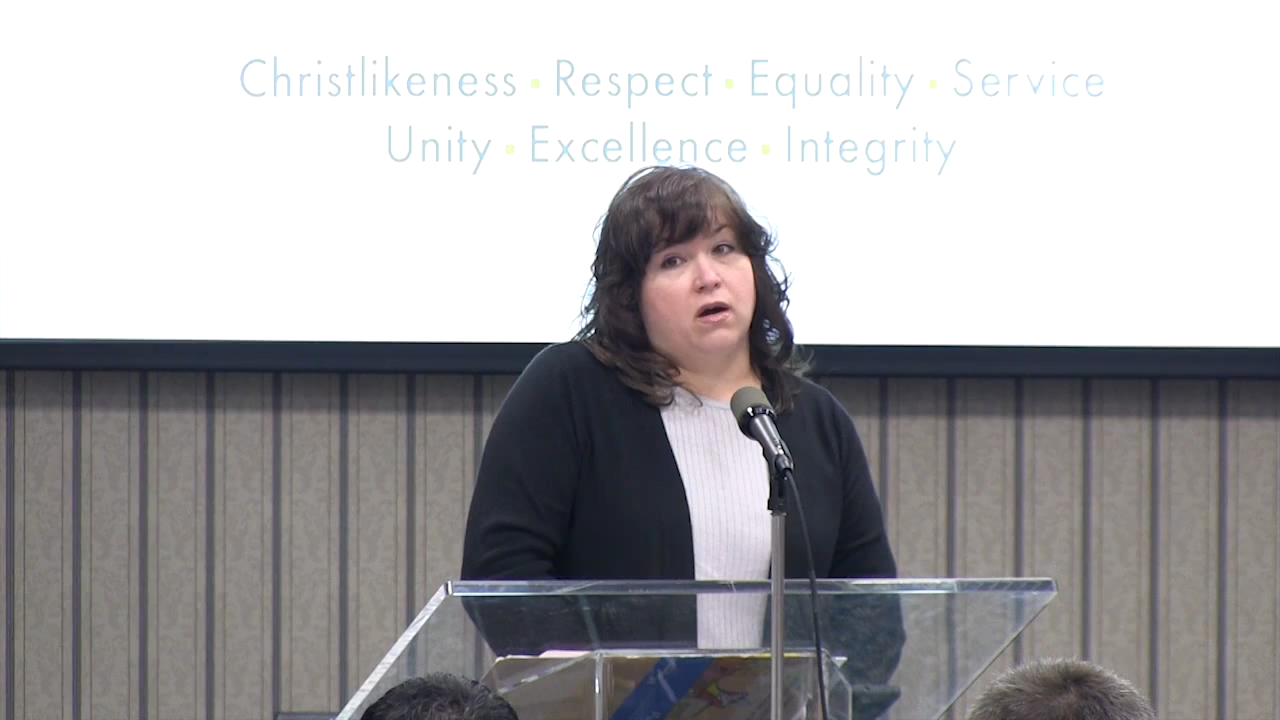 Christlikeness · Respect · Equality · Service
Unity · Excellence · Integrity